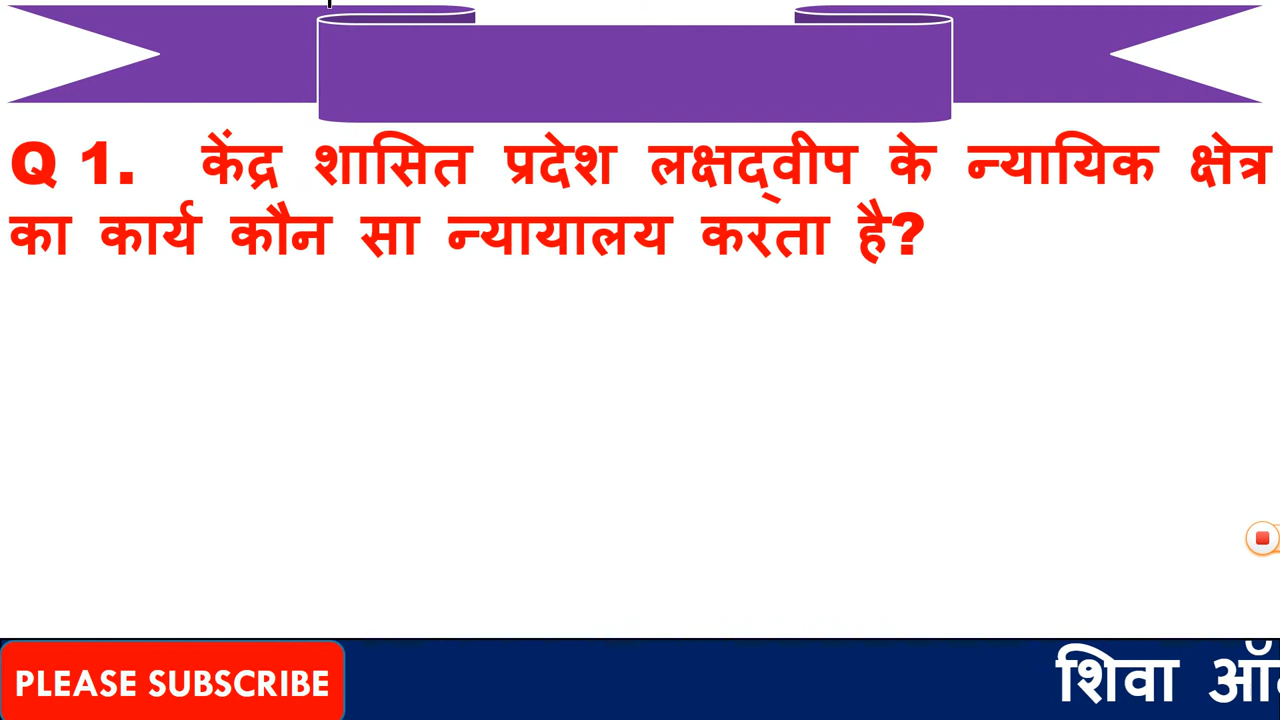 Q 1. केंद्र शासित प्रदेश लक्षद्वीप के न्यायिक क्षेत्र
का कार्य कौन सा न्यायालय करता है?
PLEASE SUBSCRIBE
शिवा